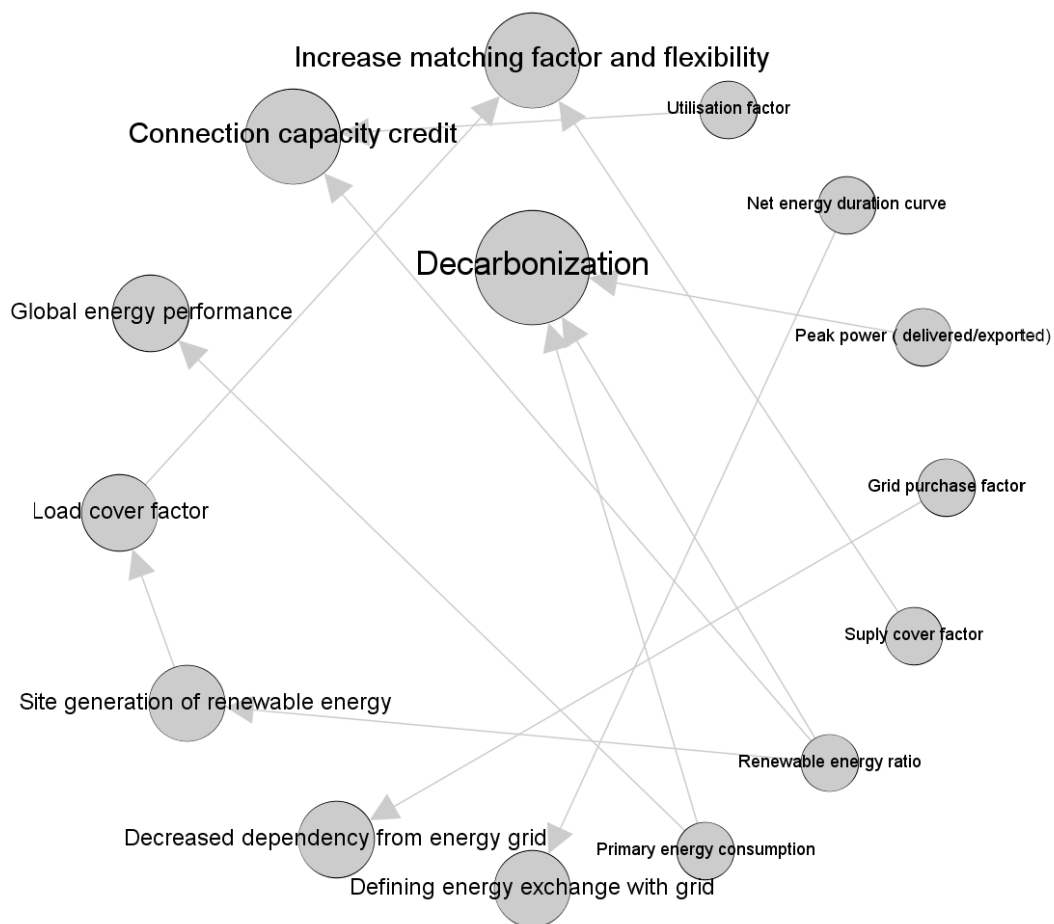 Increase matching factor and flexibility
Utilisation factor
Connection capacity credit
Net energy duration curve
Decarbonization
Global energy performance
Peak power ( delivered/exported)
Grid purchase factor
Load cover factor
Suply cover factor
Site generation of renewable energy
Renewable energy ratio
Decreased dependency from energy grid
Primary energy consumption
Defining energy exchange with grid